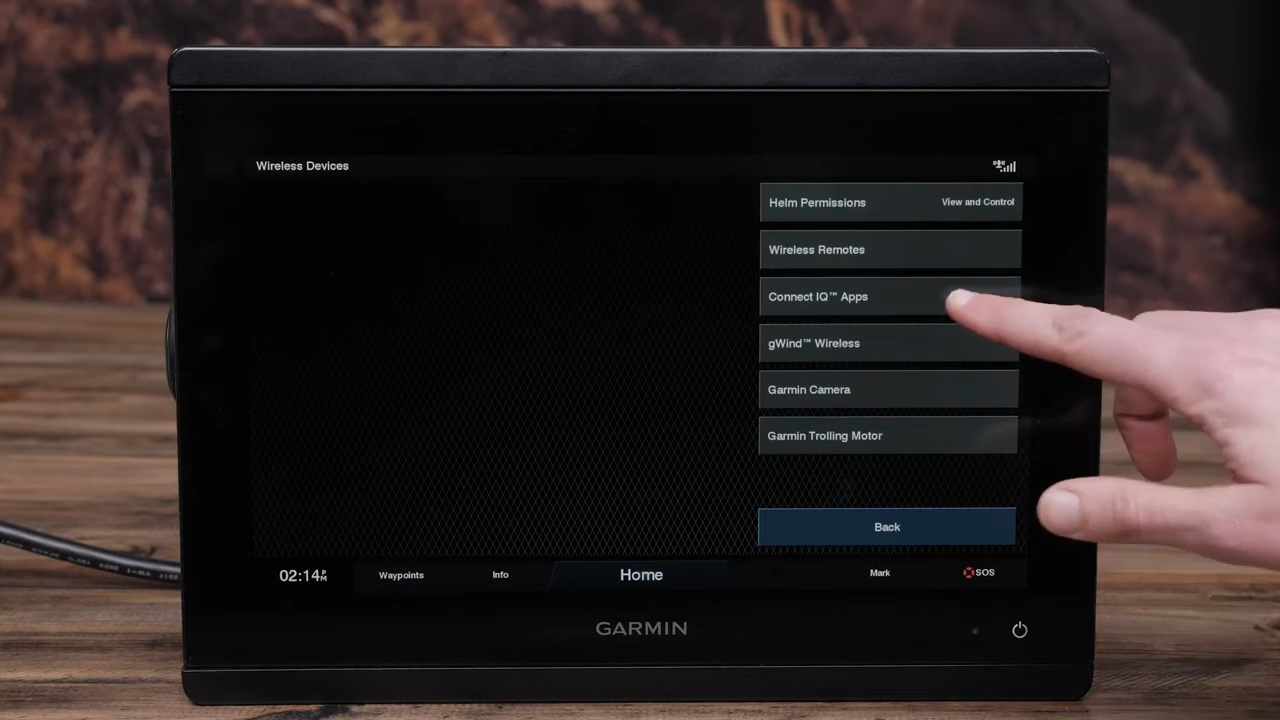 Wireless Devices
Helm Permissions View and Control
Wireless Remotes
Connect IQ™ Apps
gWind™ Wireless
Garmin Camera
Garmin Trolling Motor
Back
02:14PM Waypoints Info Home Mark SOS
GARMIN